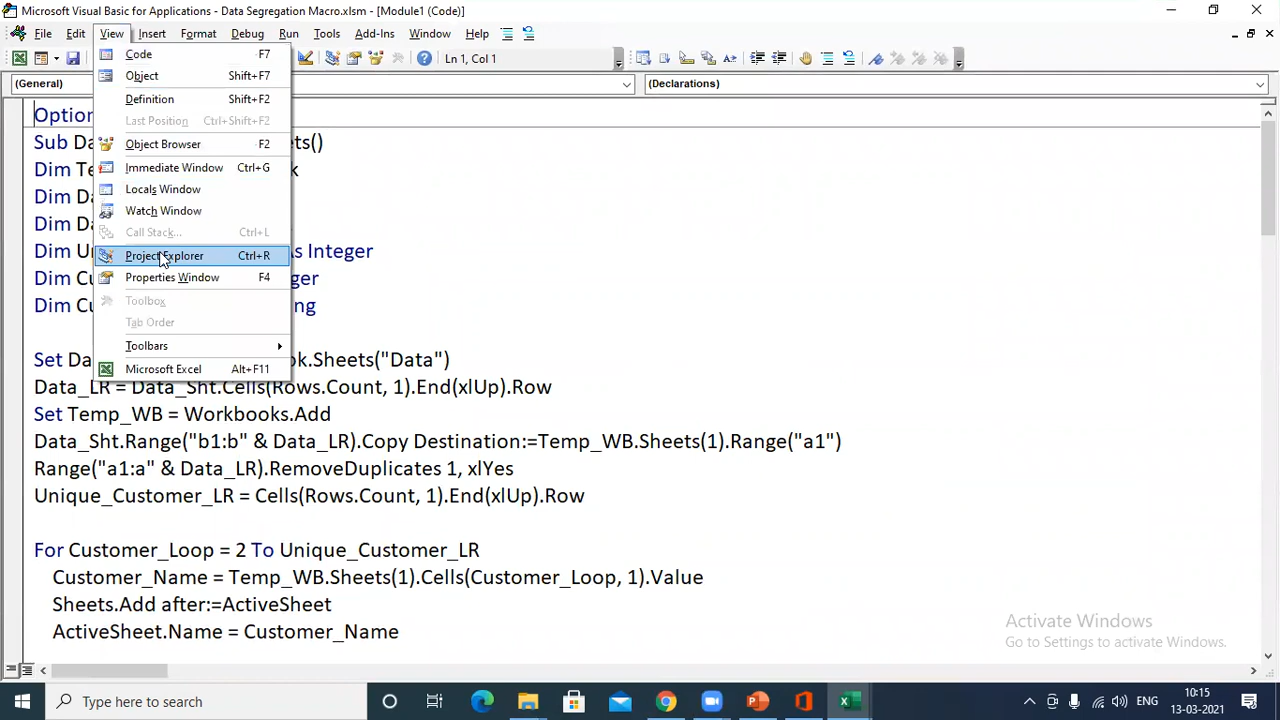 Microsoft Visual Basic for Applications - Data Segregation Macro.xlsm - [Module1 (Code)]
File Edit View Insert Format Debug Run Tools Add-Ins Window Help
Ln 1, Col 1
(General) (Declarations)
Code F7
Object Shift+F7
Definition Shift+F2
Last Position Ctrl+Shift+F2
Object Browser F2
Immediate Window Ctrl+G
Locals Window
Watch Window
Call Stack... Ctrl+L
Project Explorer Ctrl+R
Properties Window F4
Toolbox
Tab Order
Toolbars
Microsoft Excel Alt+F11
Option
Sub Da ets()
Dim Te k
Dim Da
Dim Da
Dim Un As Integer
Dim Cu ger
Dim Cu ng
Set Da ok.Sheets("Data")
Data_LR = Data_Sht.Cells(Rows.Count, 1).End(xlUp).Row
Set Temp_WB = Workbooks.Add
Data_Sht.Range("b1:b" & Data_LR).Copy Destination:=Temp_WB.Sheets(1).Range("a1")
Range("a1:a" & Data_LR).RemoveDuplicates 1, xlYes
Unique_Customer_LR = Cells(Rows.Count, 1).End(xlUp).Row
For Customer_Loop = 2 To Unique_Customer_LR
Customer_Name = Temp_WB.Sheets(1).Cells(Customer_Loop, 1).Value
Sheets.Add after:=ActiveSheet
ActiveSheet.Name = Customer_Name
Activate Windows
Go to Settings to activate Windows.
Type here to search
ENG
10:15
13-03-2021